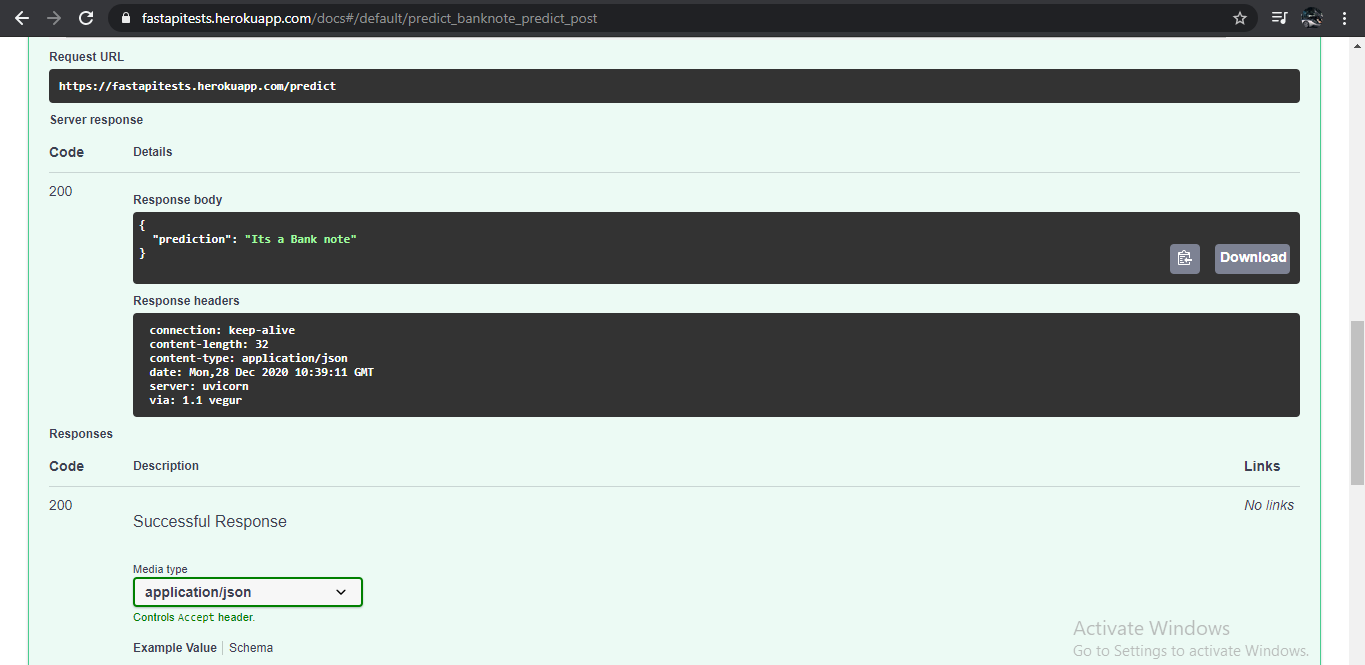 fastapitests.herokuapp.com/docs#/default/predict_banknote_predict_post
Request URL
https://fastapitests.herokuapp.com/predict
Server response
Code Details
200
Response body
{
"prediction": "Its a Bank note"
}
Download
Response headers
connection: keep-alive
content-length: 32
content-type: application/json
date: Mon,28 Dec 2020 10:39:11 GMT
server: uvicorn
via: 1.1 vegur
Responses
Code Description Links
200 No links
Successful Response
Media type
application/json
Controls Accept header.
Example Value Schema
Activate Windows
Go to Settings to activate Windows.